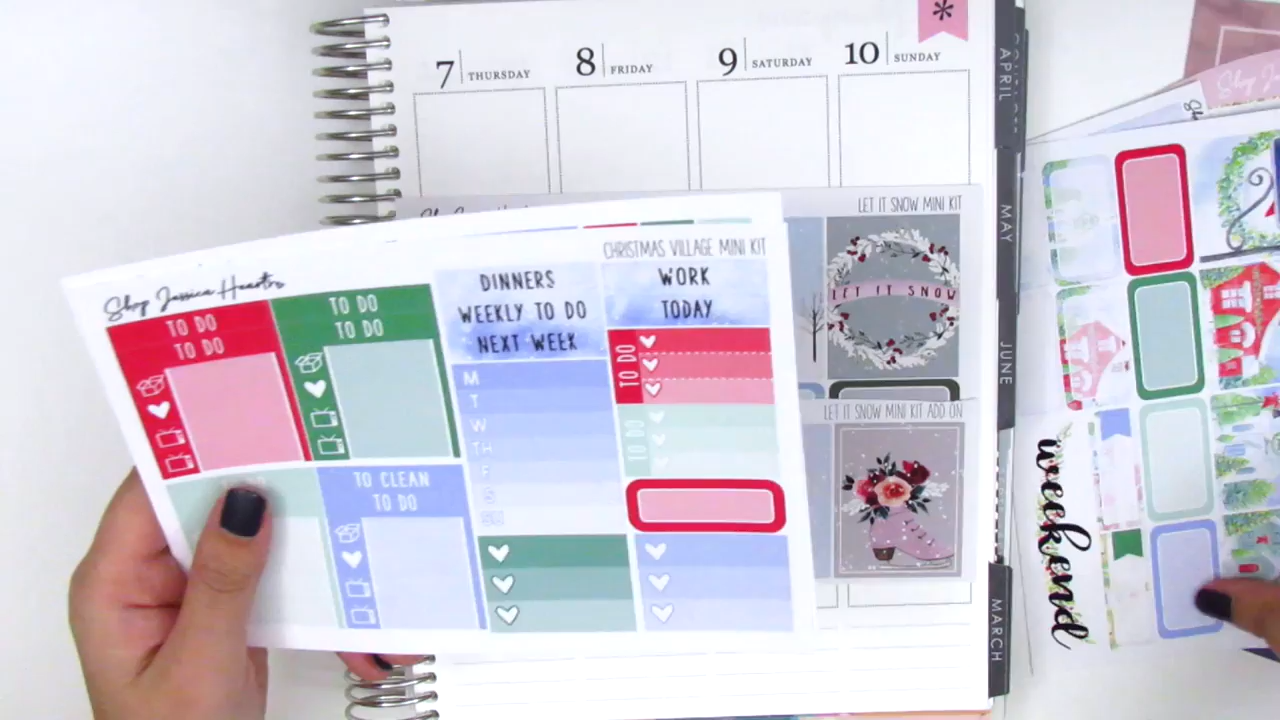 *
7 THURSDAY
8 FRIDAY
9 SATURDAY
10 SUNDAY
APRIL
MAY
JUNE
MARCH
LET IT SNOW MINI KIT
LET IT SNOW
LET IT SNOW MINI KIT ADD ON
Shop Jessica Hearts
CHRISTMAS VILLAGE MINI KIT
TO DO
TO DO
TO DO
TO DO
DINNERS
WEEKLY TO DO
NEXT WEEK
WORK
TODAY
M
T
W
TH
F
S
SU
TO DO
TO DO
TO CLEAN
TO DO
weekend